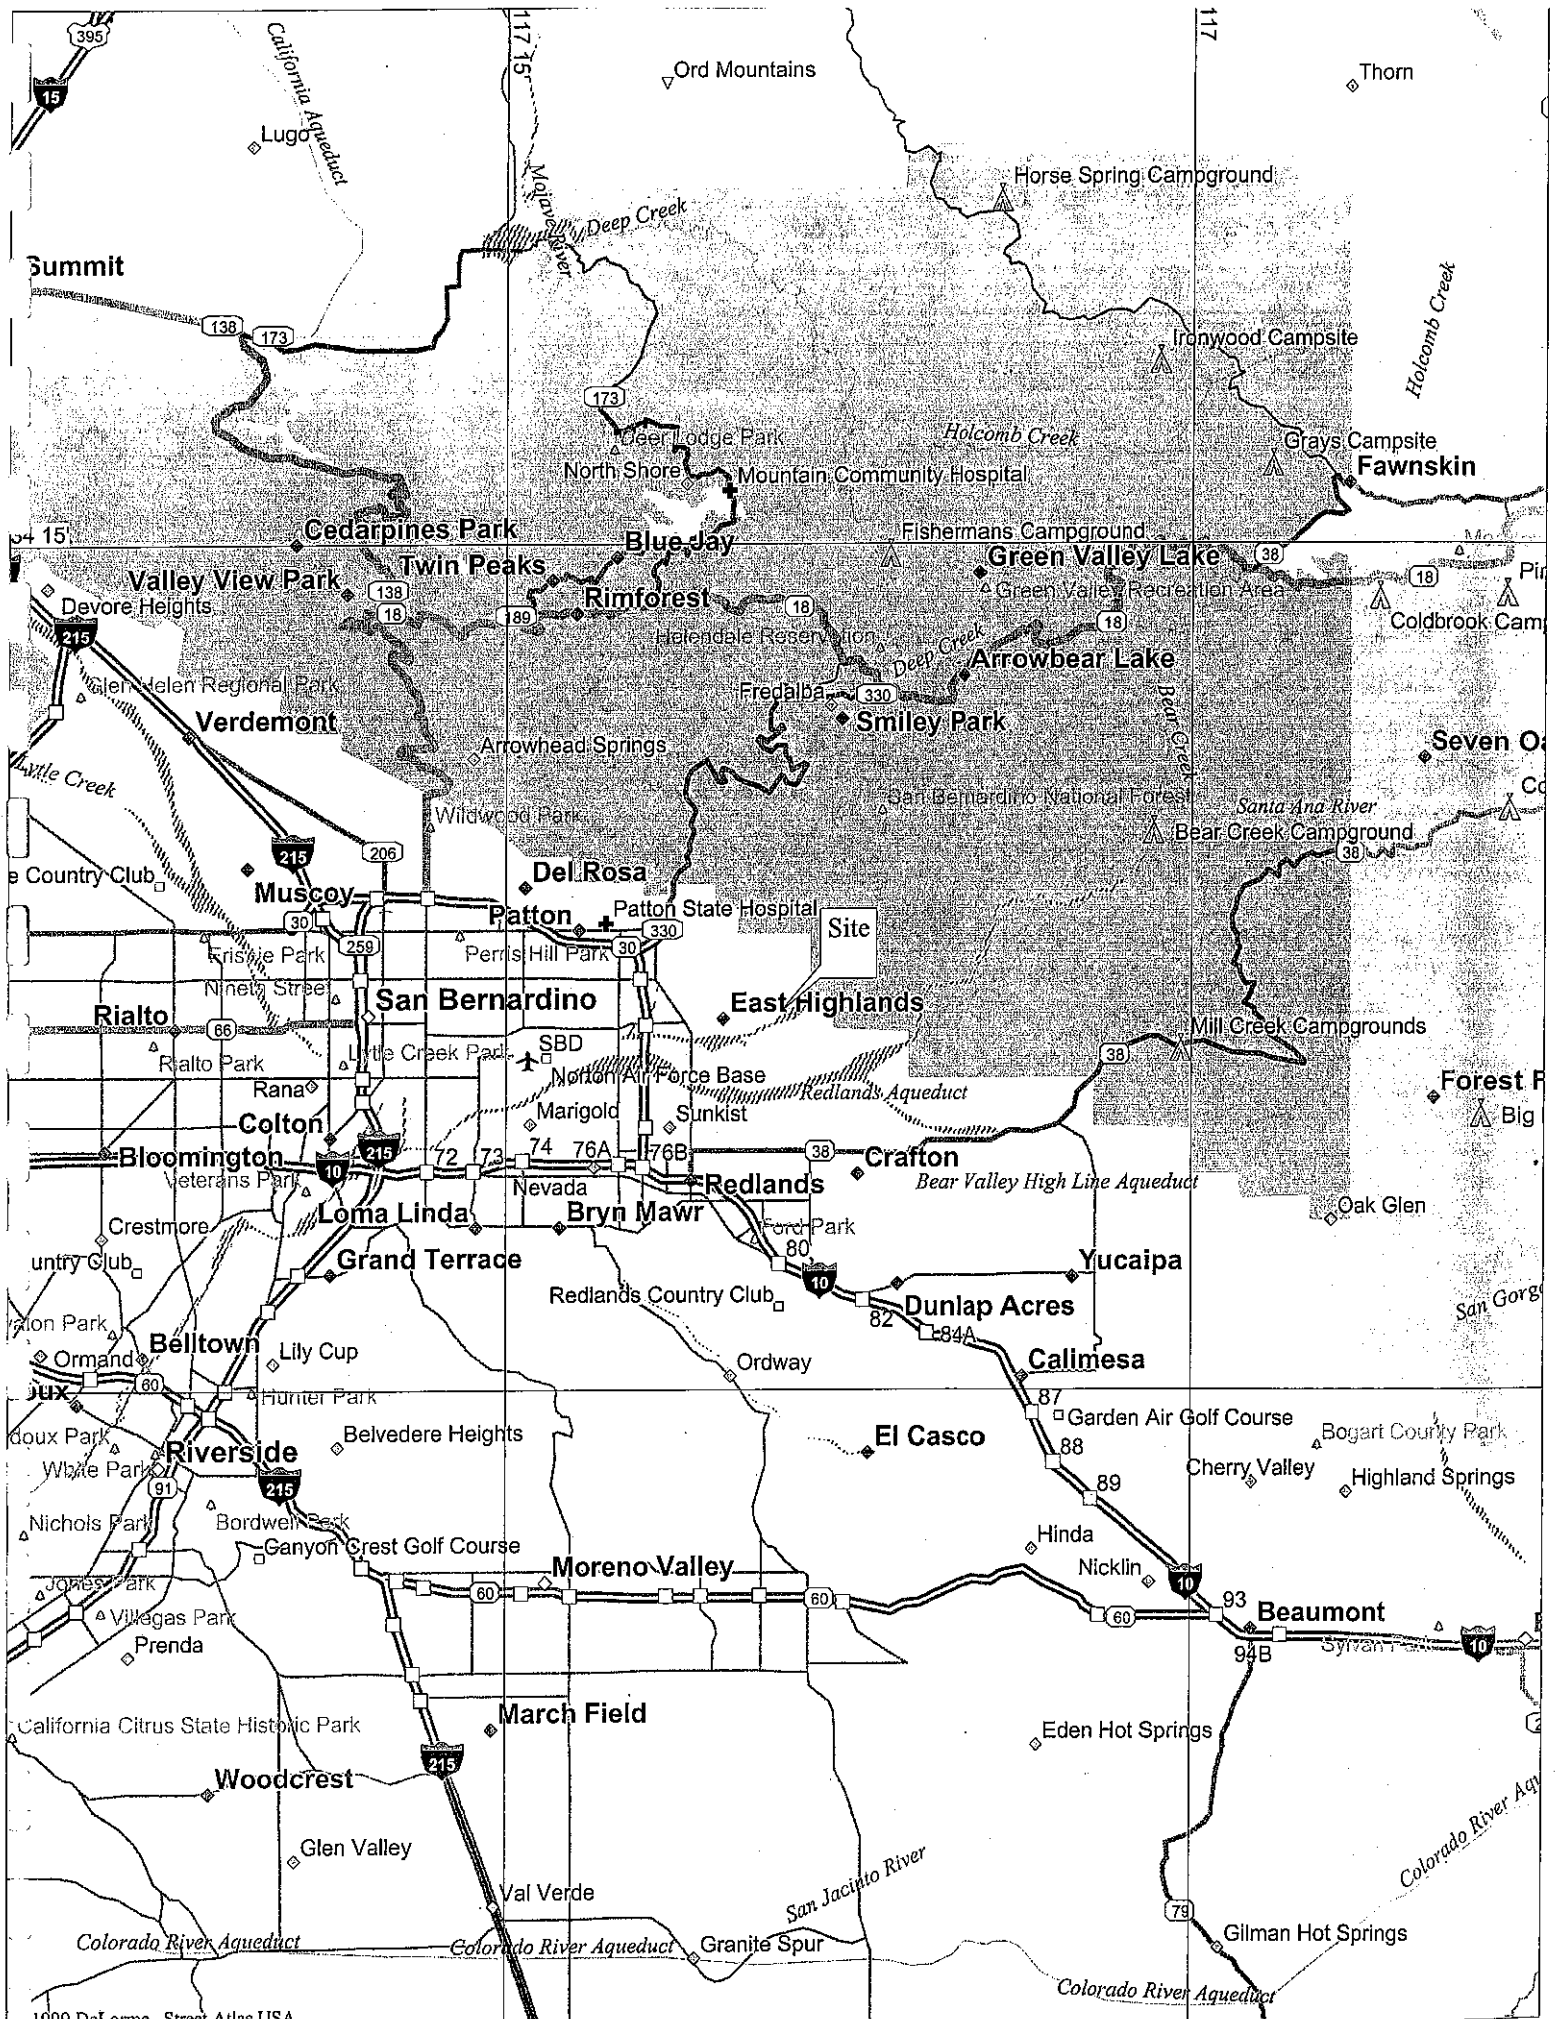 395
117 15'
117
Ord Mountains
Thorn
15
California Aqueduct
Lugo
Mojave River
Horse Spring Campground
Deep Creek
Summit
138
173
Ironwood Campsite
Holcomb Creek
173
Deer Lodge Park
Holcomb Creek
Grays Campsite
North Shore
Mountain Community Hospital
Fawnskin
Cedarpines Park
Fishermans Campground
Blue Jay
Green Valley Lake
38
Twin Peaks
18
Valley View Park
138
Green Valley Recreation Area
Devore Heights
Rimforest
18
189
18
18
Coldbrook Camp
215
Helendale Reservation
Deep Creek
Arrowbear Lake
Glen Helen Regional Park
Fredalba
330
Bear Creek
Verdemont
Smiley Park
Arrowhead Springs
Lytle Creek
San Bernardino National Forest
Santa Ana River
Wildwood Park
Bear Creek Campground
215
206
38
Country Club
Del Rosa
Muscoy
Patton
Patton State Hospital
30
330
Site
259
30
Perris Hill Park
Frisbie Park
Nineth Street
San Bernardino
East Highlands
Rialto
66
Mill Creek Campgrounds
SBD
38
Rialto Park
Lytle Creek Park
Norton Air Force Base
Rana
Redlands Aqueduct
Forest F
Marigold
Sunkist
Big
Colton
215
74
76A
76B
38
Bloomington
10
72
73
Crafton
Veterans Park
Nevada
Redlands
Bear Valley High Line Aqueduct
Loma Linda
Bryn Mawr
Oak Glen
Crestmore
Ford Park
80
untry Club
Grand Terrace
10
Yucaipa
Redlands Country Club
Dunlap Acres
San Gorg
82
84A
Belltown
Ormand
Lily Cup
Ordway
Calimesa
60
Hunter Park
87
Garden Air Golf Course
doux Park
Belvedere Heights
El Casco
Bogart County Park
White Park
Riverside
88
Cherry Valley
Highland Springs
91
215
89
Nichols Park
Bordwell Park
Canyon Crest Golf Course
Hinda
Moreno Valley
Nicklin
Jones Park
60
60
10
93
Villegas Park
60
Beaumont
Prenda
94B
Sylvan Park
10
California Citrus State Historic Park
March Field
Eden Hot Springs
215
Woodcrest
Glen Valley
Colorado River Aqu
Val Verde
San Jacinto River
79
Colorado River Aqueduct
Colorado River Aqueduct
Granite Spur
Gilman Hot Springs
Colorado River Aqueduct